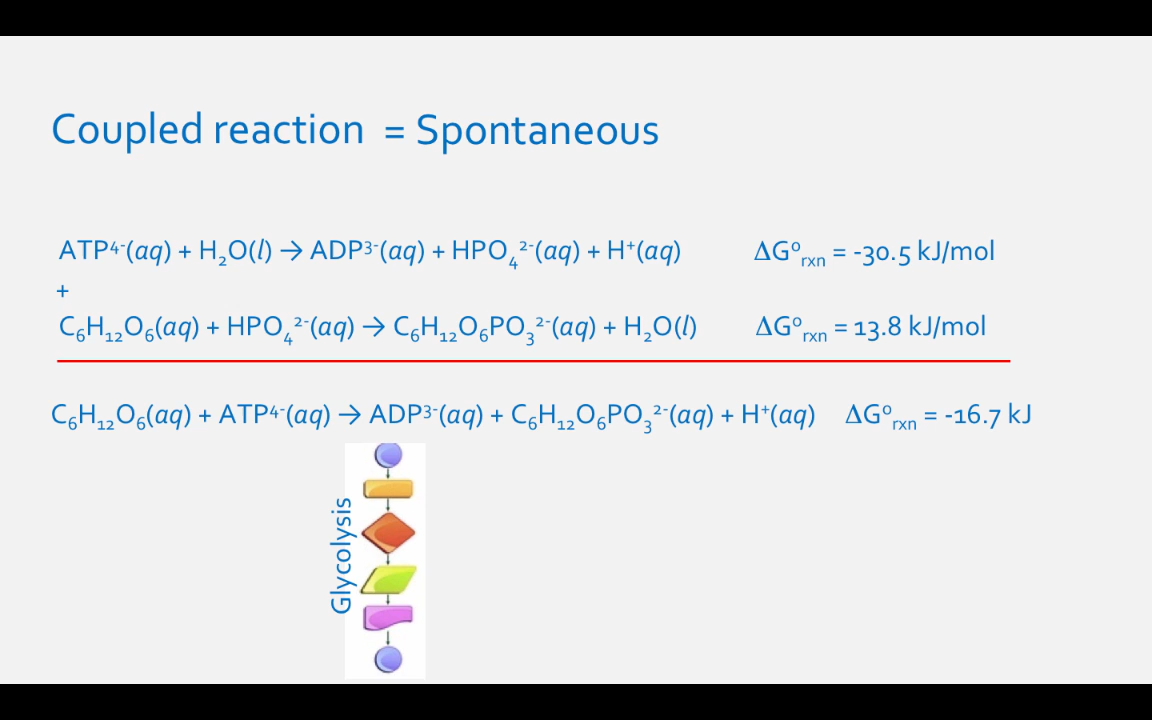 Coupled reaction = Spontaneous
ATP⁴⁻(aq) + H₂O(l) → ADP³⁻(aq) + HPO₄²⁻(aq) + H⁺(aq) ΔG°rxn = -30.5 kJ/mol
+
C₆H₁₂O₆(aq) + HPO₄²⁻(aq) → C₆H₁₂O₆PO₃²⁻(aq) + H₂O(l) ΔG°rxn = 13.8 kJ/mol
C₆H₁₂O₆(aq) + ATP⁴⁻(aq) → ADP³⁻(aq) + C₆H₁₂O₆PO₃²⁻(aq) + H⁺(aq) ΔG°rxn = -16.7 kJ
Glycolysis